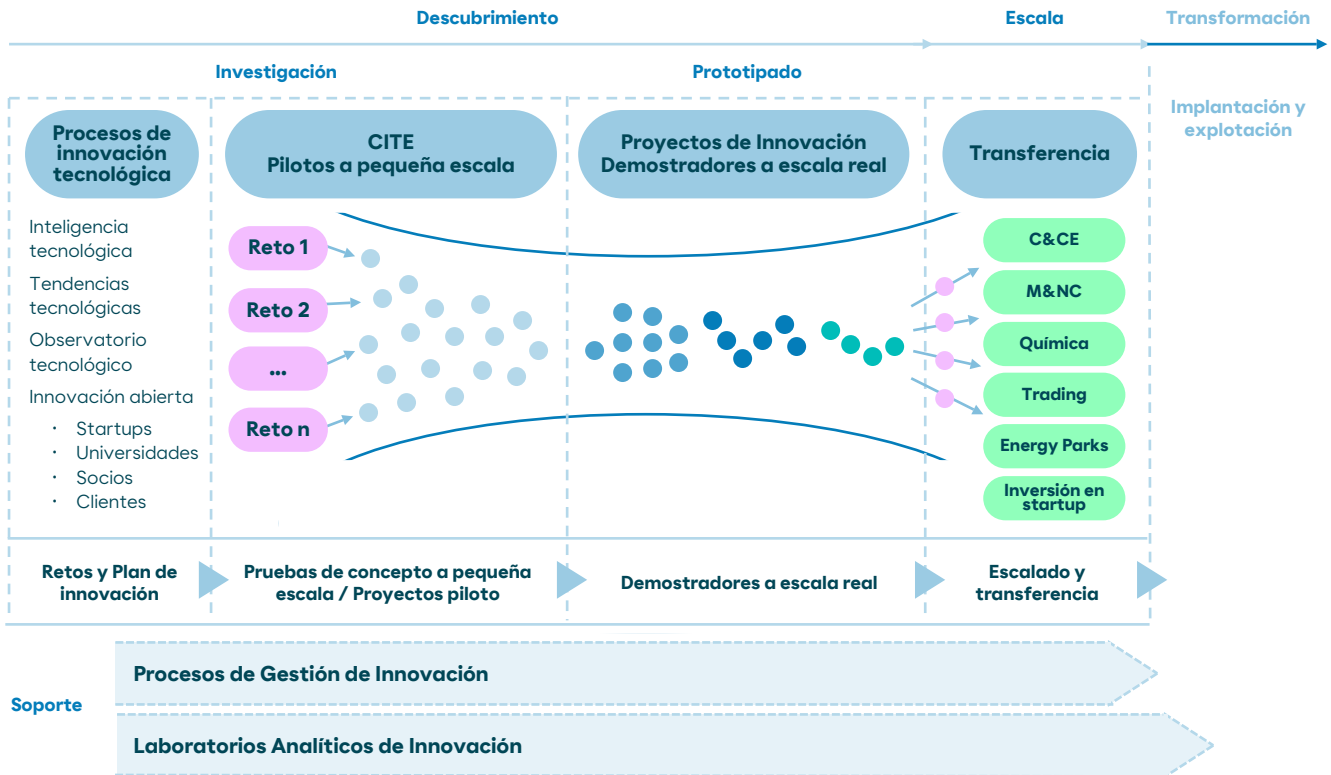 Descubrimiento
Escala
Transformación
Investigación
Prototipado
Implantación y
explotación
Procesos de
innovación
tecnológica
CITE
Pilotos a pequeña escala
Proyectos de Innovación
Demostradores a escala real
Transferencia
Inteligencia
tecnológica
Tendencias
tecnológicas
Observatorio
tecnológico
Innovación abierta
· Startups
· Universidades
· Socios
· Clientes
Reto 1
Reto 2
...
Reto n
C&CE
M&NC
Química
Trading
Energy Parks
Inversión en
startup
Retos y Plan de
innovación
Pruebas de concepto a pequeña
escala / Proyectos piloto
Demostradores a escala real
Escalado y
transferencia
Soporte
Procesos de Gestión de Innovación
Laboratorios Analíticos de Innovación